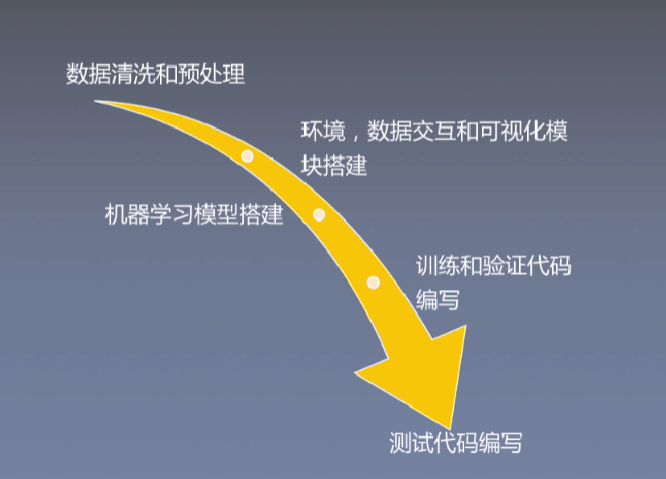 数据清洗和预处理
环境，数据交互和可视化模
块搭建
机器学习模型搭建
训练和验证代码
编写
测试代码编写